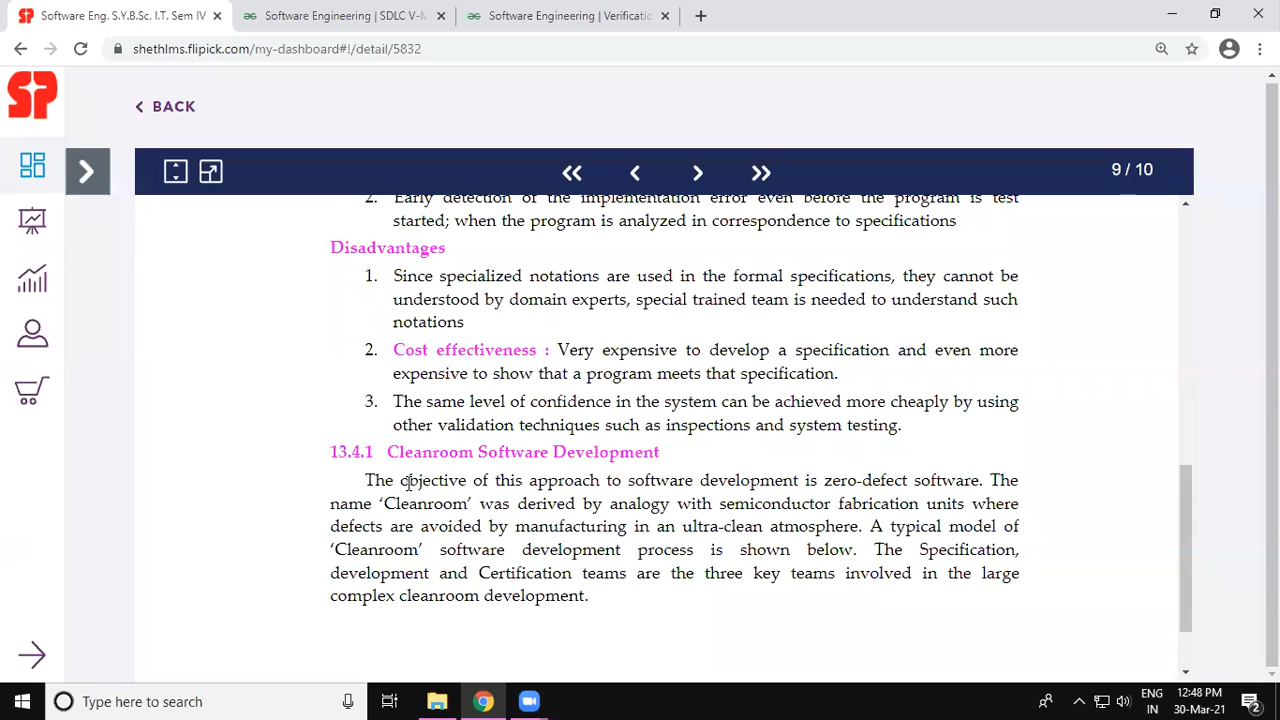 Software Eng. S.Y.B.Sc. I.T. Sem IV
Software Engineering | SDLC V-M
Software Engineering | Verificatio
shethlms.flipick.com/my-dashboard#!/detail/5832
SP
BACK
9 / 10
2. Early detection of the implementation error even before the program is test
started; when the program is analyzed in correspondence to specifications
Disadvantages
1. Since specialized notations are used in the formal specifications, they cannot be
understood by domain experts, special trained team is needed to understand such
notations
2. Cost effectiveness : Very expensive to develop a specification and even more
expensive to show that a program meets that specification.
3. The same level of confidence in the system can be achieved more cheaply by using
other validation techniques such as inspections and system testing.
13.4.1 Cleanroom Software Development
The objective of this approach to software development is zero-defect software. The
name ‘Cleanroom’ was derived by analogy with semiconductor fabrication units where
defects are avoided by manufacturing in an ultra-clean atmosphere. A typical model of
‘Cleanroom’ software development process is shown below. The Specification,
development and Certification teams are the three key teams involved in the large
complex cleanroom development.
Type here to search
ENG
IN
12:48 PM
30-Mar-21
2